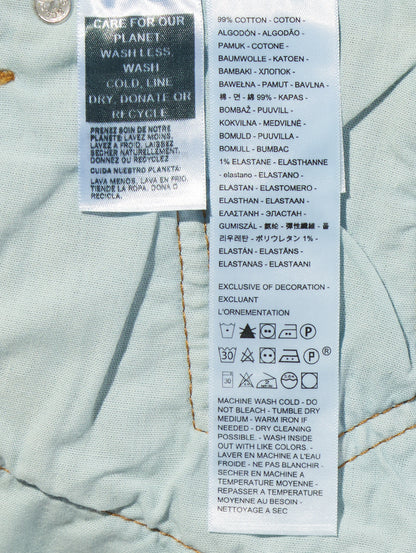 CARE FOR OUR
PLANET
WASH LESS,
WASH
COLD, LINE
DRY, DONATE OR
RECYCLE
PRENEZ SOIN DE NOTRE
PLANETE: LAVEZ MOINS,
LAVEZ A FROID, LAISSEZ
SECHER NATURELLEMENT,
DONNEZ OU RECYCLEZ
CUIDA NUESTRO PLANETA:
LAVA MENOS, LAVA EN FRIO,
TIENDE LA ROPA, DONA O
RECICLA.
99% COTTON - COTON -
ALGODÓN - ALGODÃO -
PAMUK - COTONE -
BAUMWOLLE - KATOEN -
BAMBAKI - ХЛОПОК -
BAWEŁNA - PAMUT - BAVLNA -
棉 - 면 - 綿 99% - KAPAS -
BOMBAŽ - PUUVILL -
KOKVILNA - MEDVILNĖ -
BOMULD - PUUVILLA -
BOMULL - BUMBAC
1% ELASTANE - ELASTHANNE
- elastano - ELASTANO -
ELASTAN - ELASTOMERO -
ELASTHAN - ELASTAAN -
ΕΛΑΣΤΑΝΗ - ЭЛАСТАН -
GUMISZÁL - 氨纶 - 彈性纖維 - 폴
리우레탄 - ポリウレタン 1% -
ELASTĀN - ELASTĀNS -
ELASTANAS - ELASTAANI
EXCLUSIVE OF DECORATION -
EXCLUANT
L'ORNEMENTATION
P
30 P ®
30
MACHINE WASH COLD - DO
NOT BLEACH - TUMBLE DRY
MEDIUM - WARM IRON IF
NEEDED - DRY CLEANING
POSSIBLE. - WASH INSIDE
OUT WITH LIKE COLORS. -
LAVER EN MACHINE A L'EAU
FROIDE - NE PAS BLANCHIR -
SECHER EN MACHINE A
TEMPERATURE MOYENNE -
REPASSER A TEMPERATURE
MOYENNE AU BESOIN -
NETTOYAGE A SEC